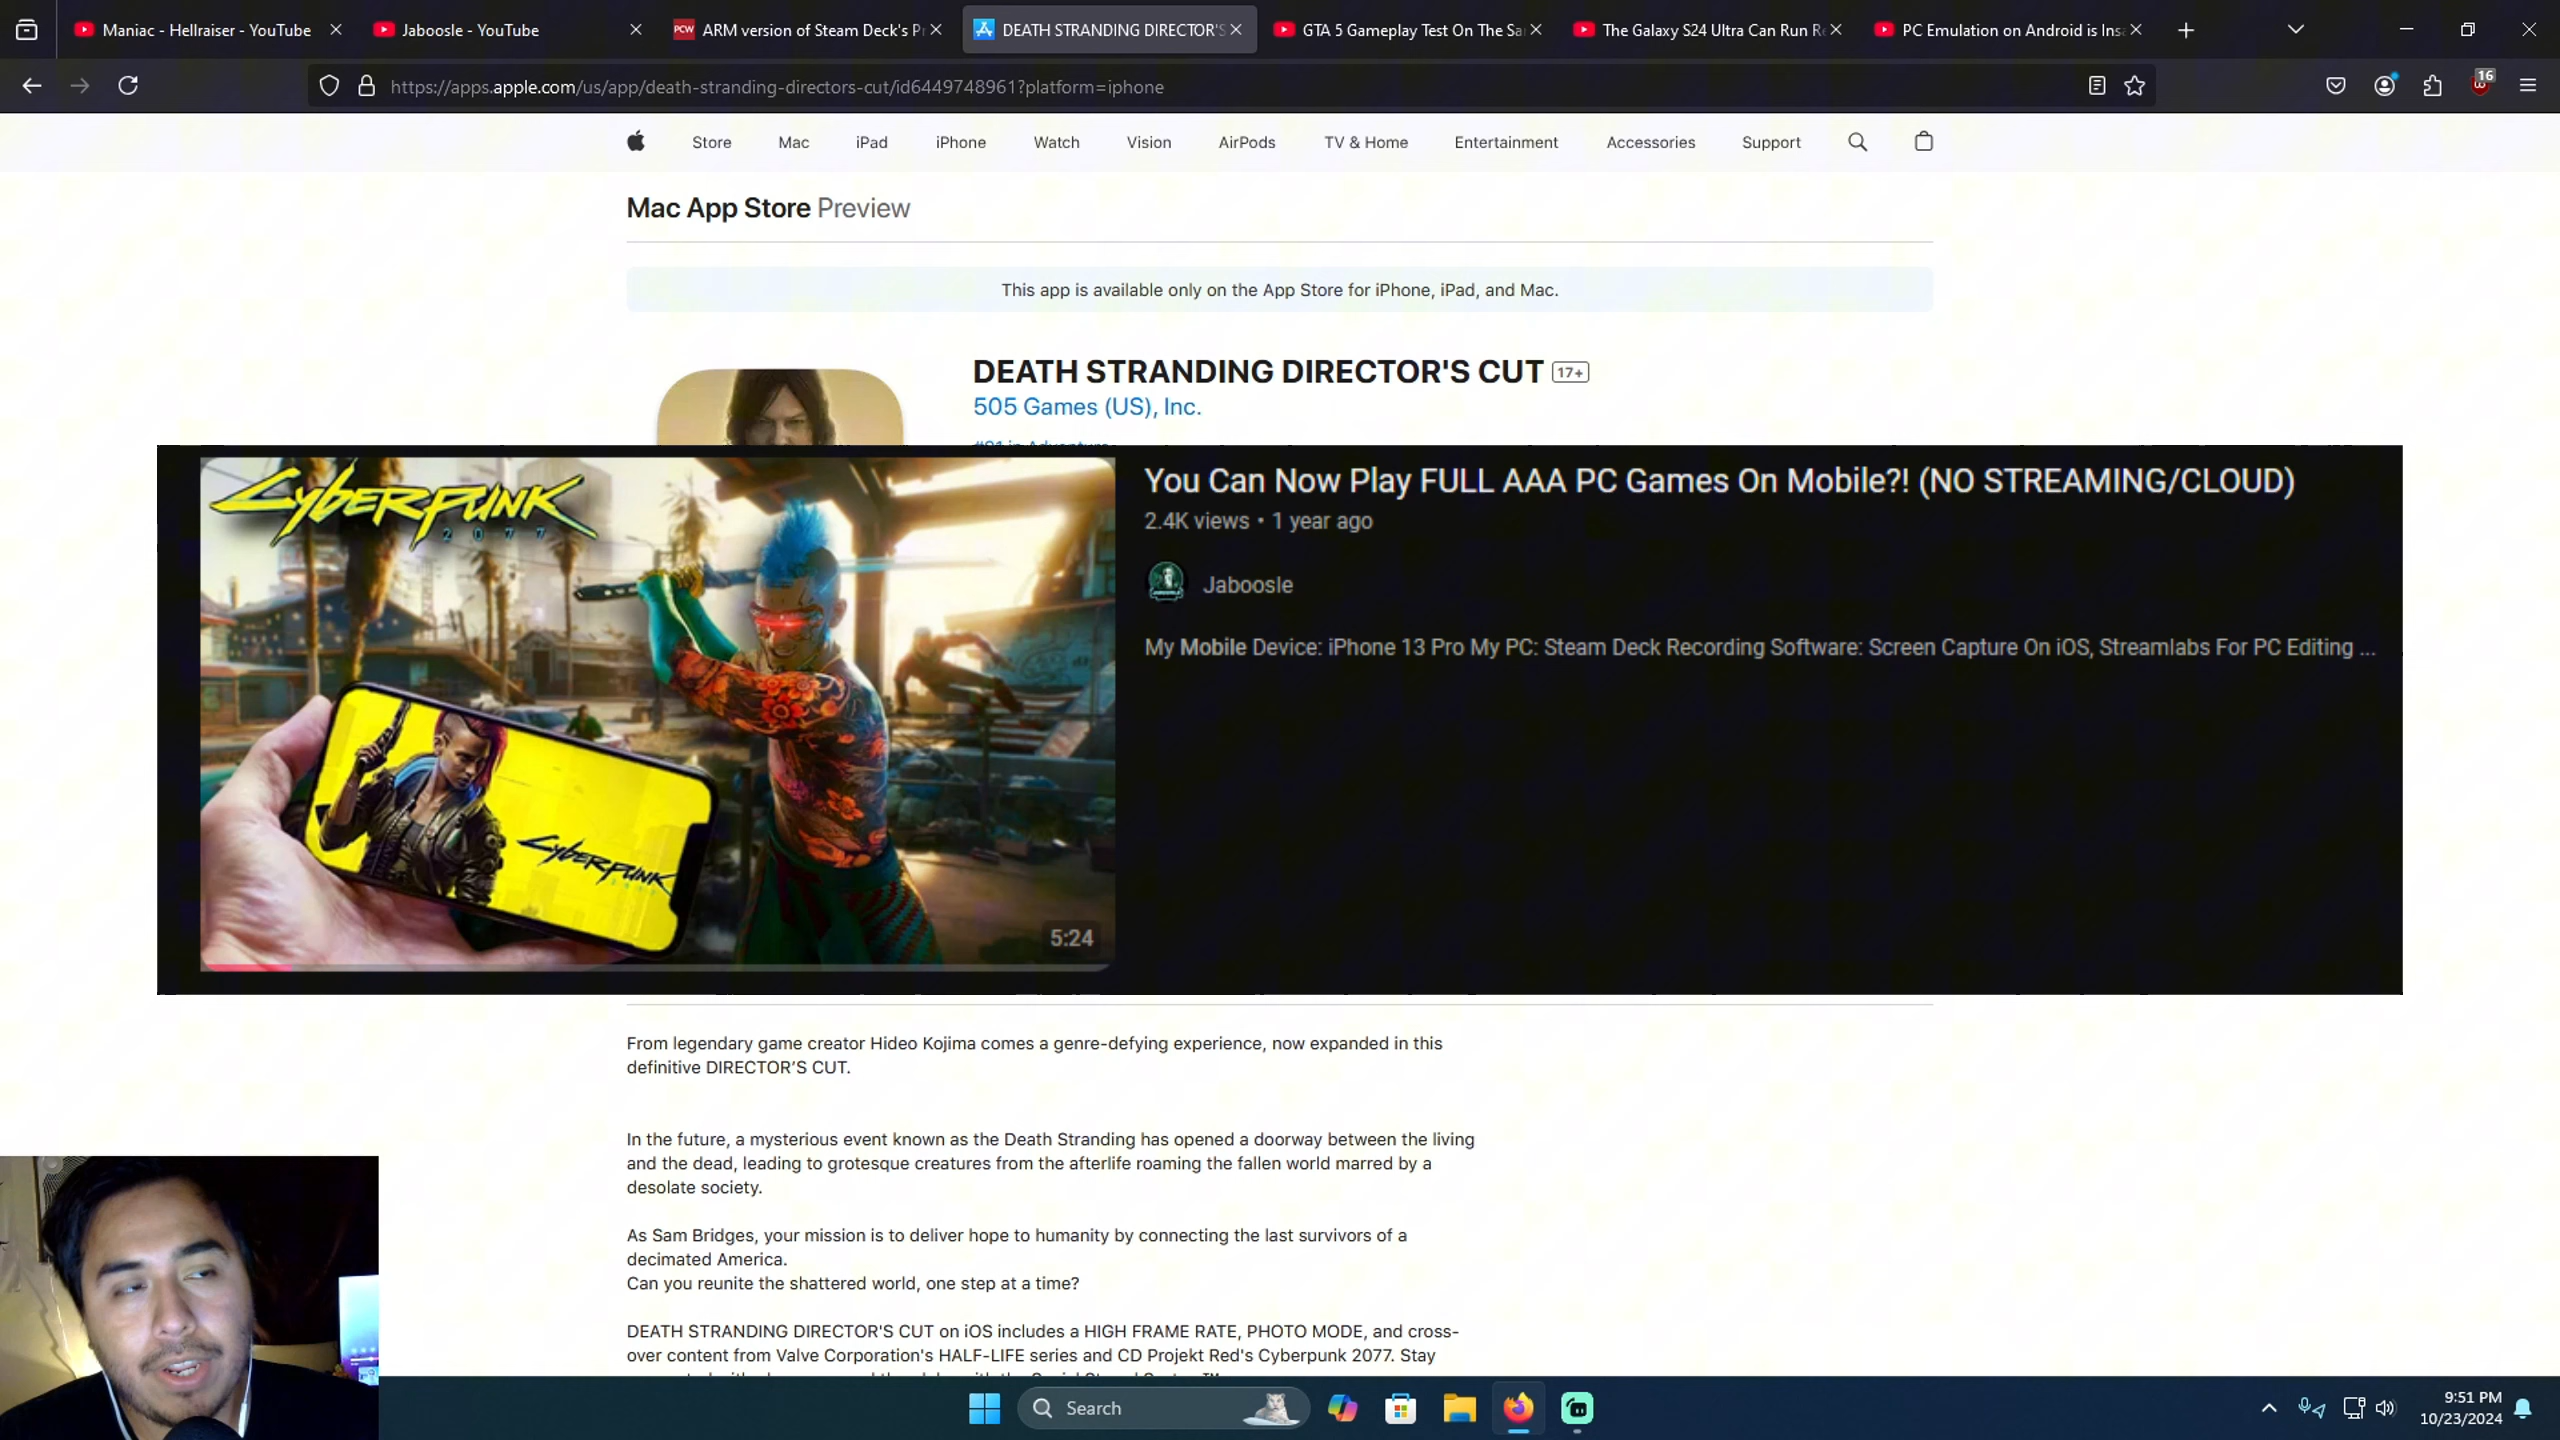 Maniac - Hellraiser - YouTube
Jaboosle - YouTube
PCW
ARM version of Steam Deck's Pr
DEATH STRANDING DIRECTOR'S
GTA 5 Gameplay Test On The Sa
The Galaxy S24 Ultra Can Run Re
PC Emulation on Android is Insa
https://apps.apple.com/us/app/death-stranding-directors-cut/id6449748961?platform=iphone
16
Store
Mac
iPad
iPhone
Watch
Vision
AirPods
TV & Home
Entertainment
Accessories
Support
Mac App Store Preview
This app is available only on the App Store for iPhone, iPad, and Mac.
DEATH STRANDING DIRECTOR'S CUT 17+
505 Games (US), Inc.
CYBERPUNK
2077
CYBERPUNK
5:24
You Can Now Play FULL AAA PC Games On Mobile?! (NO STREAMING/CLOUD)
2.4K views • 1 year ago
Jaboosle
My Mobile Device: iPhone 13 Pro My PC: Steam Deck Recording Software: Screen Capture On iOS, Streamlabs For PC Editing ...
From legendary game creator Hideo Kojima comes a genre-defying experience, now expanded in this
definitive DIRECTOR'S CUT.
In the future, a mysterious event known as the Death Stranding has opened a doorway between the living
and the dead, leading to grotesque creatures from the afterlife roaming the fallen world marred by a
desolate society.
As Sam Bridges, your mission is to deliver hope to humanity by connecting the last survivors of a
decimated America.
Can you reunite the shattered world, one step at a time?
DEATH STRANDING DIRECTOR'S CUT on iOS includes a HIGH FRAME RATE, PHOTO MODE, and cross-
over content from Valve Corporation's HALF-LIFE series and CD Projekt Red's Cyberpunk 2077. Stay
Search
9:51 PM
10/23/2024